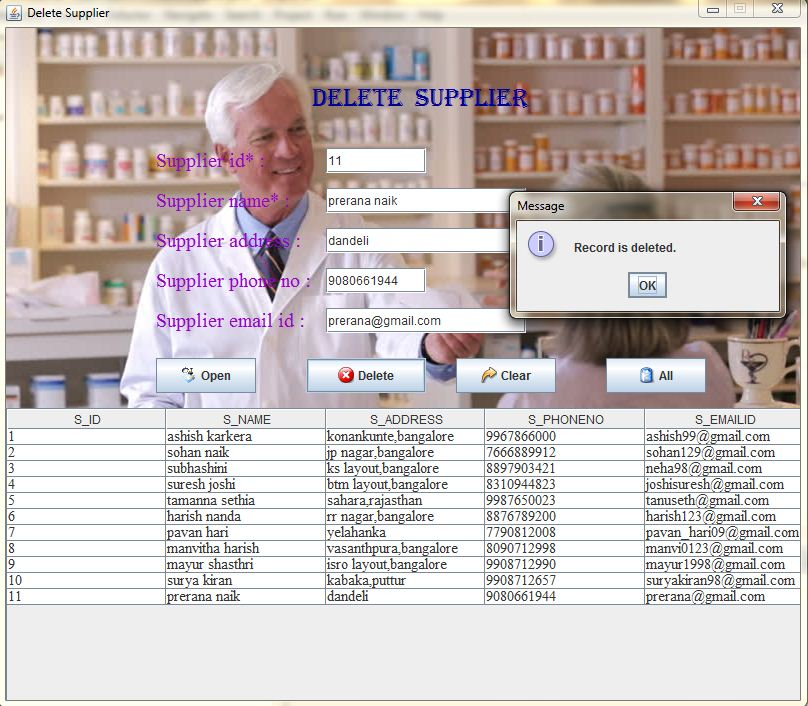 Delete Supplier
DELETE SUPPLIER
Supplier id* : 11
Supplier name* : prerana naik
Supplier address : dandeli
Supplier phone no : 9080661944
Supplier email id : prerana@gmail.com
Message
Record is deleted.
OK
Open Delete Clear All
S_ID S_NAME S_ADDRESS S_PHONENO S_EMAILID
1 ashish karkera konankunte,bangalore 9967866000 ashish99@gmail.com
2 sohan naik jp nagar,bangalore 7666889912 sohan129@gmail.com
3 subhashini ks layout,bangalore 8897903421 neha98@gmail.com
4 suresh joshi btm layout,bangalore 8310944823 joshisuresh@gmail.com
5 tamanna sethia sahara,rajasthan 9987650023 tanuseth@gmail.com
6 harish nanda rr nagar,bangalore 8876789200 harish123@gmail.com
7 pavan hari yelahanka 7790812008 pavan_hari09@gmail.com
8 manvitha harish vasanthpura,bangalore 8090712998 manvi0123@gmail.com
9 mayur shasthri isro layout,bangalore 9908712990 mayur1998@gmail.com
10 surya kiran kabaka,puttur 9908712657 suryakiran98@gmail.com
11 prerana naik dandeli 9080661944 prerana@gmail.com